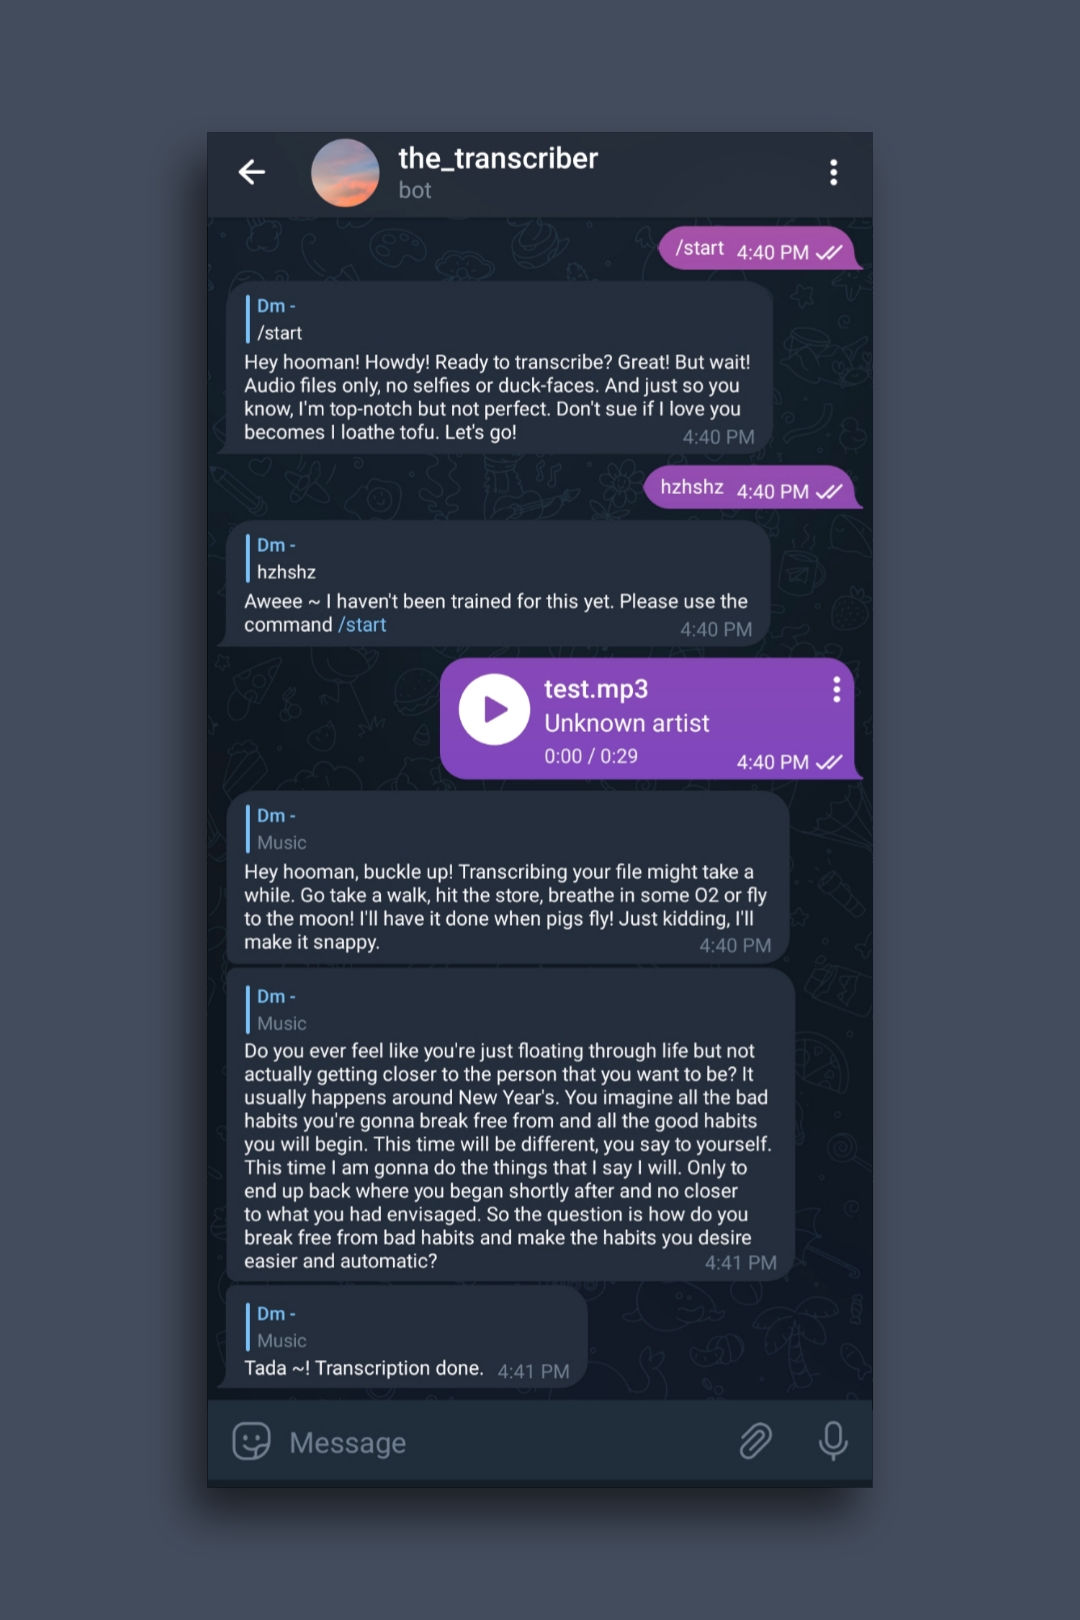 the_transcriber
bot
/start 4:40 PM
Dm -
/start
Hey hooman! Howdy! Ready to transcribe? Great! But wait!
Audio files only, no selfies or duck-faces. And just so you
know, I'm top-notch but not perfect. Don't sue if I love you
becomes I loathe tofu. Let's go!
4:40 PM
hzhshz 4:40 PM
Dm -
hzhshz
Aweee ~ I haven't been trained for this yet. Please use the
command /start
4:40 PM
test.mp3
Unknown artist
0:00 / 0:29
4:40 PM
Dm -
Music
Hey hooman, buckle up! Transcribing your file might take a
while. Go take a walk, hit the store, breathe in some O2 or fly
to the moon! I'll have it done when pigs fly! Just kidding, I'll
make it snappy.
4:40 PM
Dm -
Music
Do you ever feel like you're just floating through life but not
actually getting closer to the person that you want to be? It
usually happens around New Year's. You imagine all the bad
habits you're gonna break free from and all the good habits
you will begin. This time will be different, you say to yourself.
This time I am gonna do the things that I say I will. Only to
end up back where you began shortly after and no closer
to what you had envisaged. So the question is how do you
break free from bad habits and make the habits you desire
easier and automatic?
4:41 PM
Dm -
Music
Tada ~! Transcription done. 4:41 PM
Message